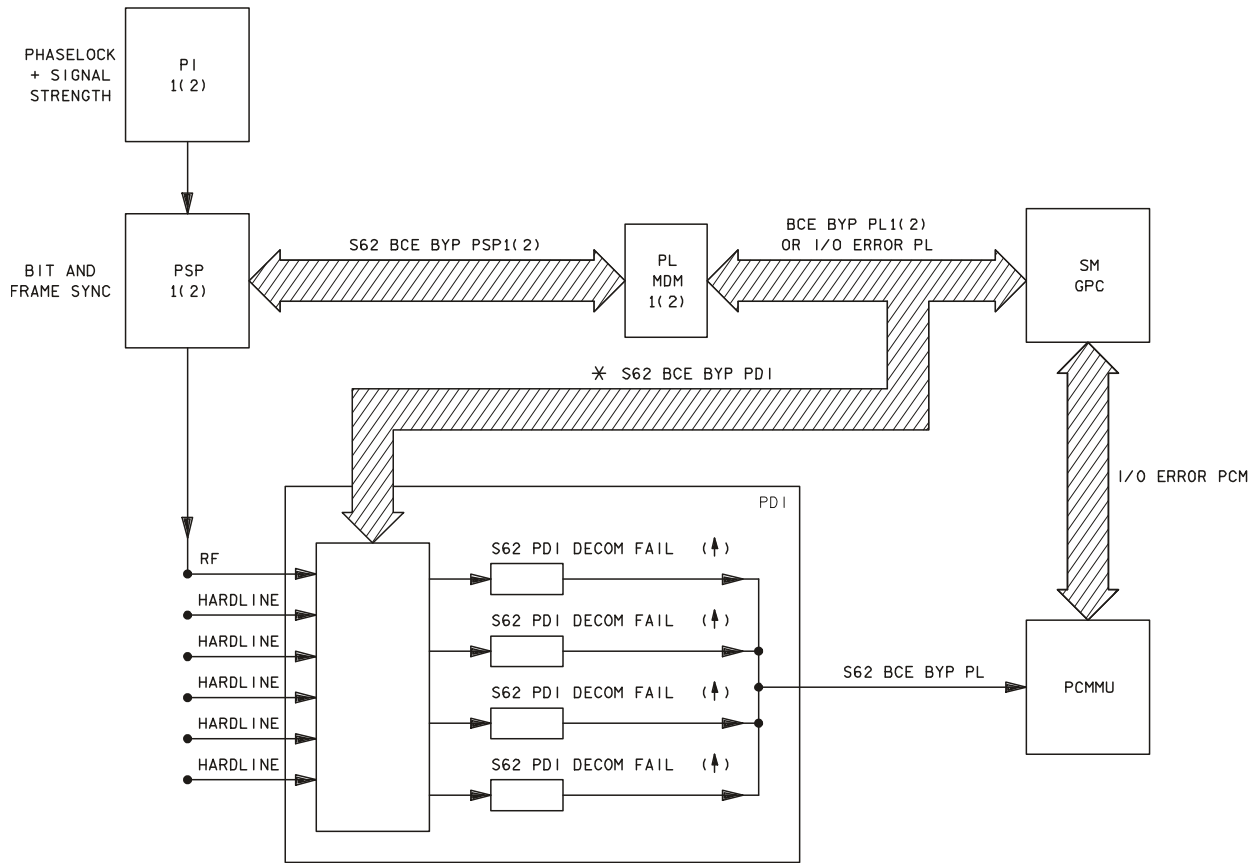 PHASELOCK
+ SIGNAL
STRENGTH
PI
1(2)
BIT AND
FRAME SYNC
PSP
1(2)
S62 BCE BYP PSP1(2)
PL
MDM
1(2)
BCE BYP PL1(2)
OR I/O ERROR PL
SM
GPC
* S62 BCE BYP PDI
I/O ERROR PCM
PDI
RF
HARDLINE
HARDLINE
HARDLINE
HARDLINE
HARDLINE
S62 PDI DECOM FAIL (↑)
S62 PDI DECOM FAIL (↑)
S62 PDI DECOM FAIL (↑)
S62 PDI DECOM FAIL (↑)
S62 BCE BYP PL
PCMMU